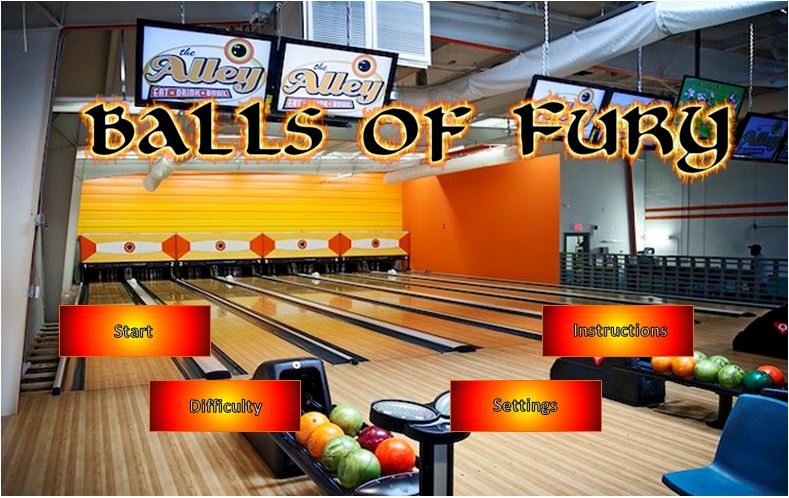 the
Alley
EAT • DRINK • BOWL
the
Alley
EAT • DRINK • BOWL
BALLS OF FURY
Start
Instructions
Difficulty
Settings